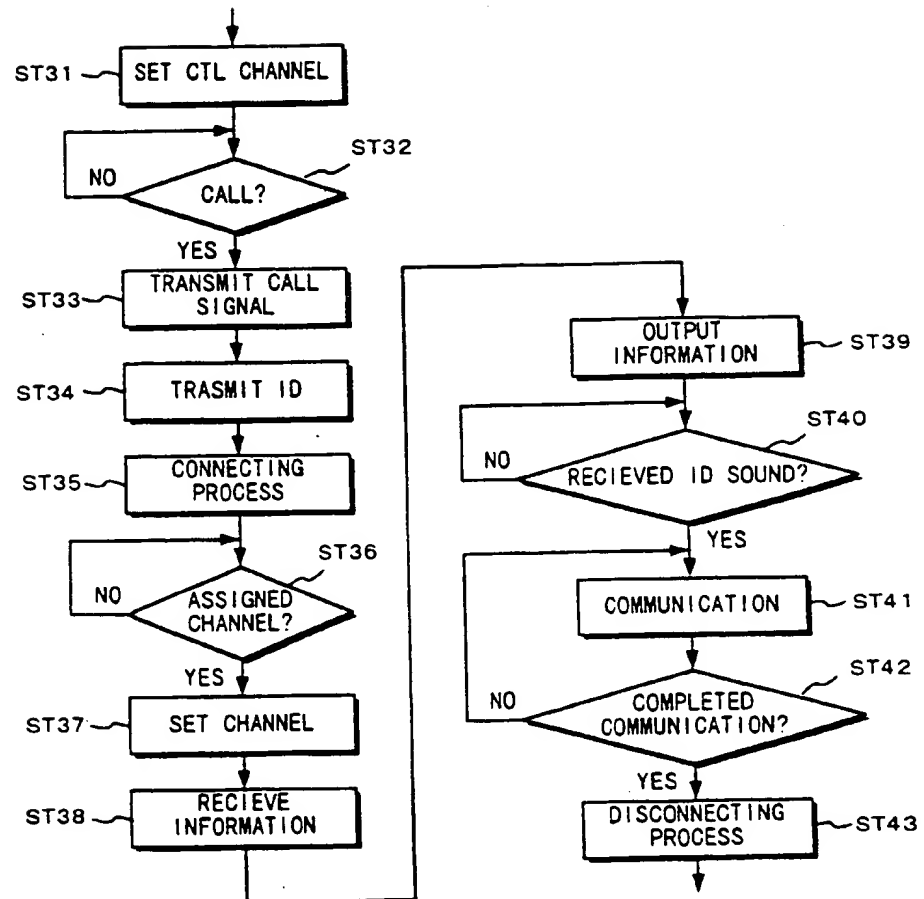 ST31
SET CTL CHANNEL
ST32
NO
CALL?
YES
ST33
TRANSMIT CALL
SIGNAL
ST34
TRASMIT ID
ST35
CONNECTING
PROCESS
ST36
NO
ASSIGNED
CHANNEL?
YES
ST37
SET CHANNEL
ST38
RECIEVE
INFORMATION
OUTPUT
INFORMATION
ST39
ST40
NO
RECIEVED ID SOUND?
YES
COMMUNICATION
ST41
ST42
NO
COMPLETED
COMMUNICATION?
YES
DISCONNECTING
PROCESS
ST43